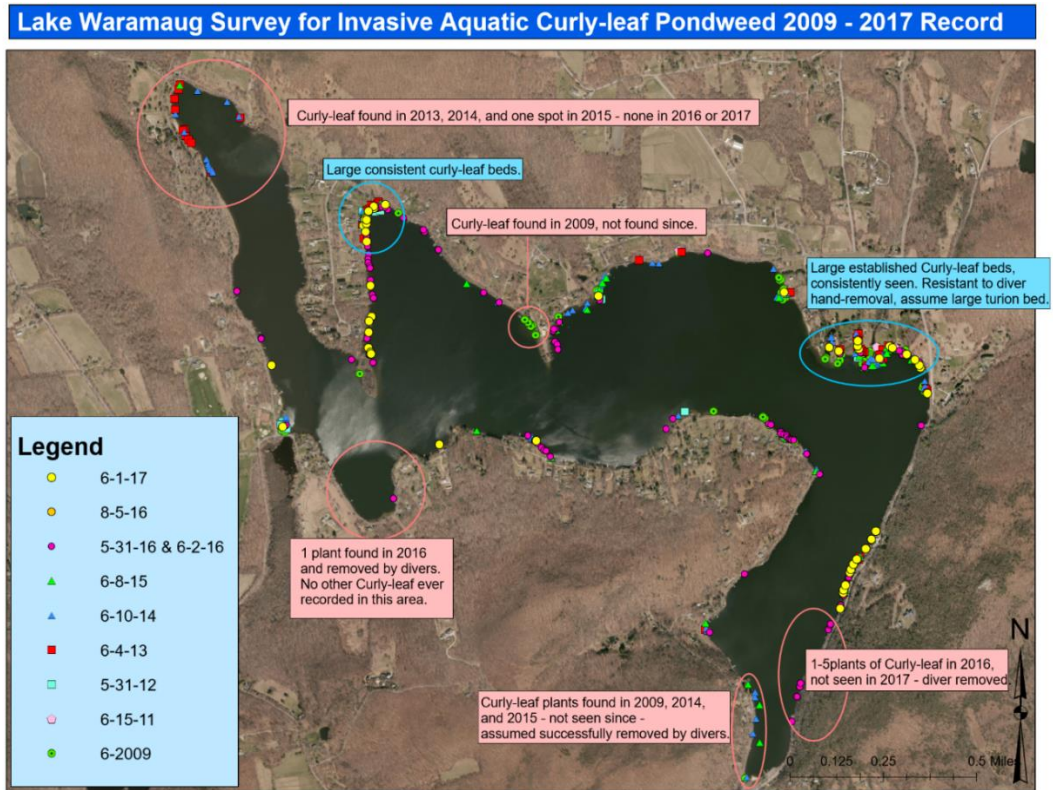 Lake Waramaug Survey for Invasive Aquatic Curly-leaf Pondweed 2009 - 2017 Record
Curly-leaf found in 2013, 2014, and one spot in 2015 - none in 2016 or 2017
Large consistent curly-leaf beds.
Curly-leaf found in 2009, not found since.
Large established Curly-leaf beds,
consistently seen. Resistant to diver
hand-removal, assume large turion bed.
Legend
6-1-17
8-5-16
5-31-16 & 6-2-16
6-8-15
6-10-14
6-4-13
5-31-12
6-15-11
6-2009
1 plant found in 2016
and removed by divers.
No other Curly-leaf ever
recorded in this area.
Curly-leaf plants found in 2009, 2014,
and 2015 - not seen since -
assumed successfully removed by divers.
1-5plants of Curly-leaf in 2016,
not seen in 2017 - diver removed.
N
0 0.125 0.25 0.5 Miles